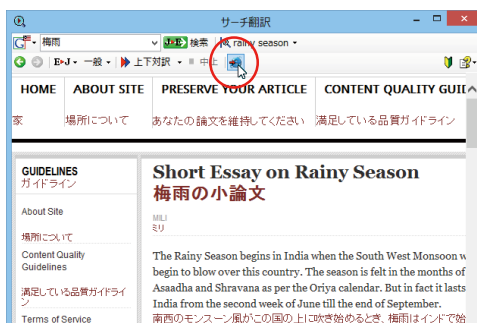 サーチ翻訳
梅雨 J▸E 検索 rainy season
E▸J 一般 上下対訳 中止
HOME ABOUT SITE PRESERVE YOUR ARTICLE CONTENT QUALITY GUI
家 場所について あなたの論文を維持してください 満足している品質ガイドライン
GUIDELINES
ガイドライン
About Site
場所について
Content Quality
Guidelines
満足している品質ガイドライ
ン
Terms of Service
Short Essay on Rainy Season
梅雨の小論文
MILI
ミリ
The Rainy Season begins in India when the South West Monsoon w
begin to blow over this country. The season is felt in the months of
Asaadha and Shravana as per the Oriya calendar. But in fact it lasts
India from the second week of June till the end of September.
南西のモンスーン風がこの国の上に吹き始めるとき、梅雨はインドで始